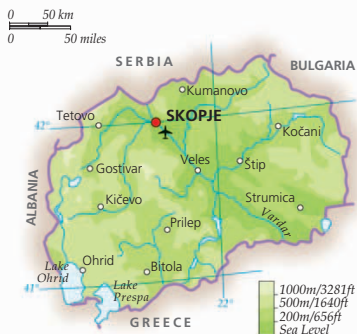 0 50 km
0 50 miles
SERBIA
BULGARIA
Kumanovo
Tetovo
SKOPJE
42°
Kočani
Veles
Štip
Gostivar
ALBANIA
Kičevo
Strumica
Vardar
Prilep
Ohrid
Bitola
Lake
Ohrid
Lake
Prespa
41°
22°
GREECE
1000m/3281ft
500m/1640ft
200m/656ft
Sea Level